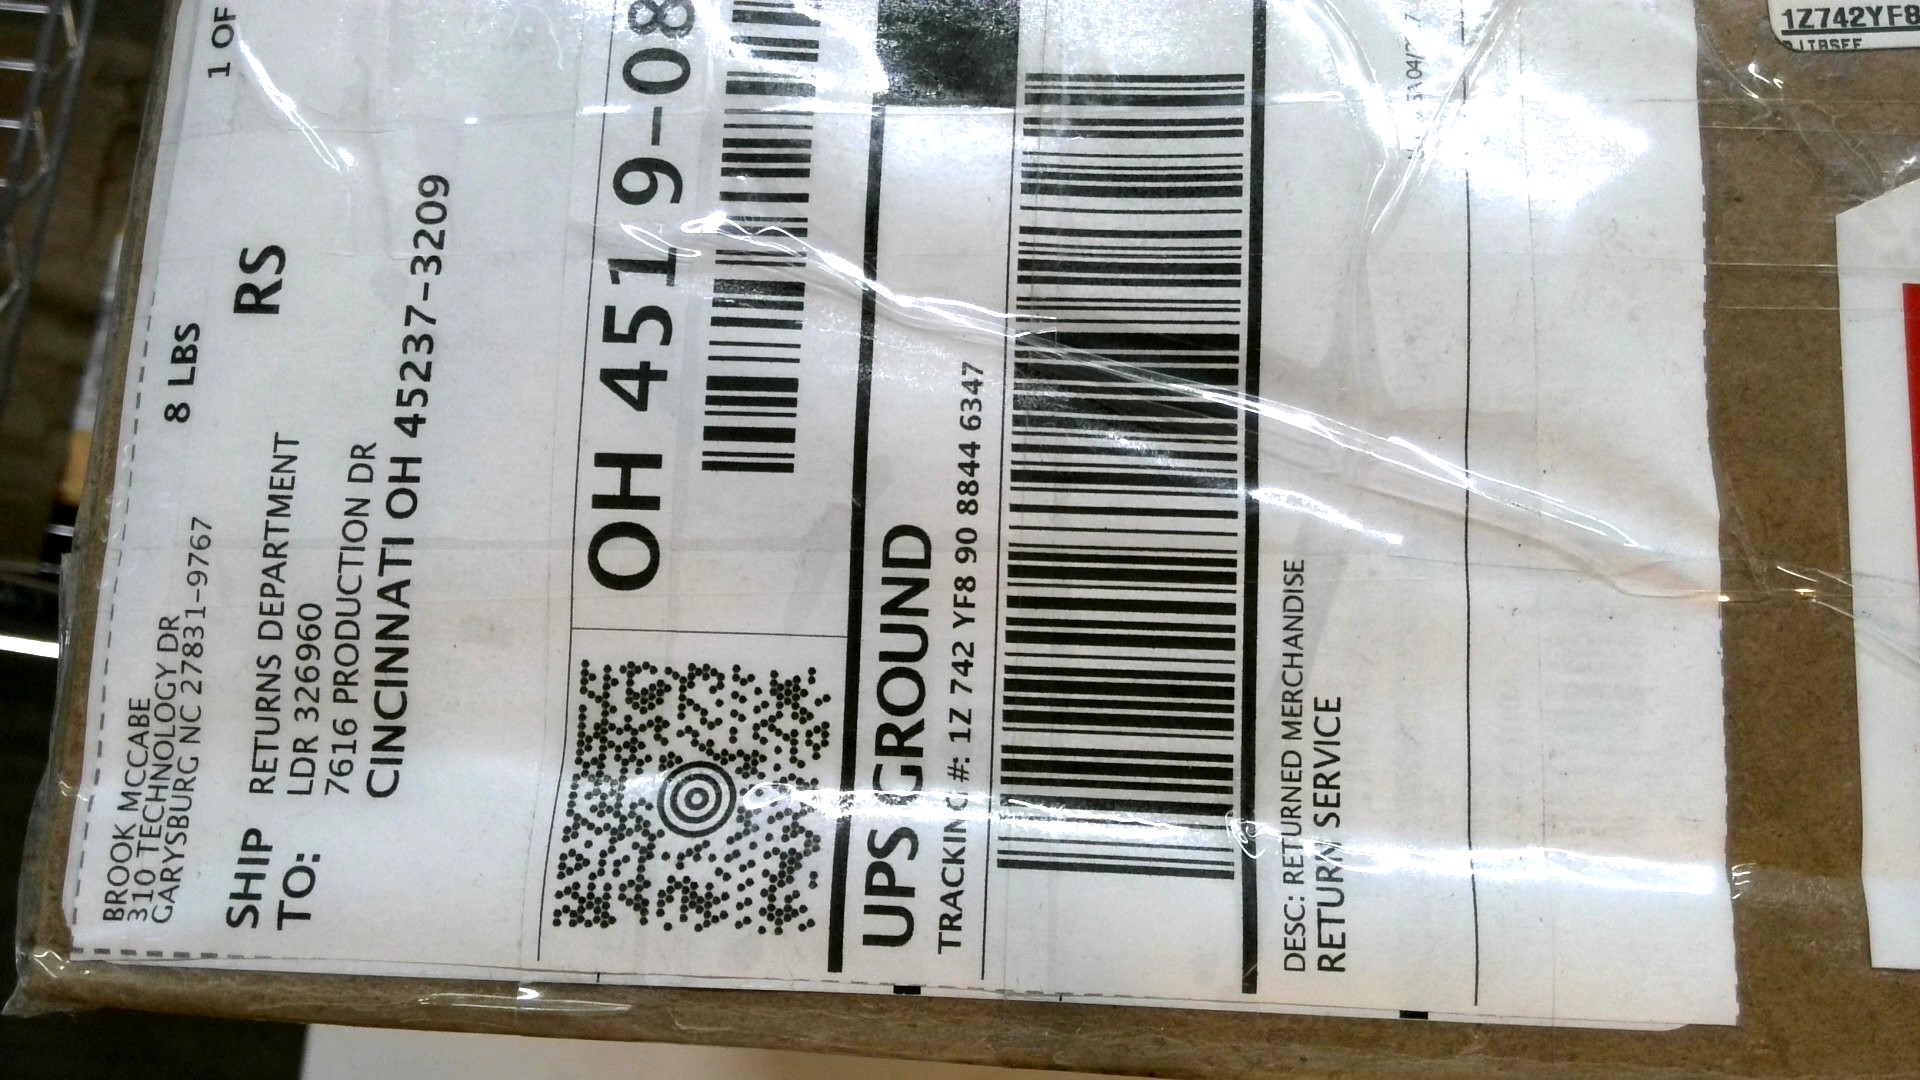 BROOK MCCABE
310 TECHNOLOGY DR
GARYSBURG NC 27831-9767
8 LBS
1 OF
RS
SHIP TO:
RETURNS DEPARTMENT
LDR 326960
7616 PRODUCTION DR
CINCINNATI OH 45237-3209
OH 451 9-08
UPS GROUND
TRACKING #: 1Z 742 YF8 90 8844 6347
DESC: RETURNED MERCHANDISE
RETURN SERVICE
1Z742YF8